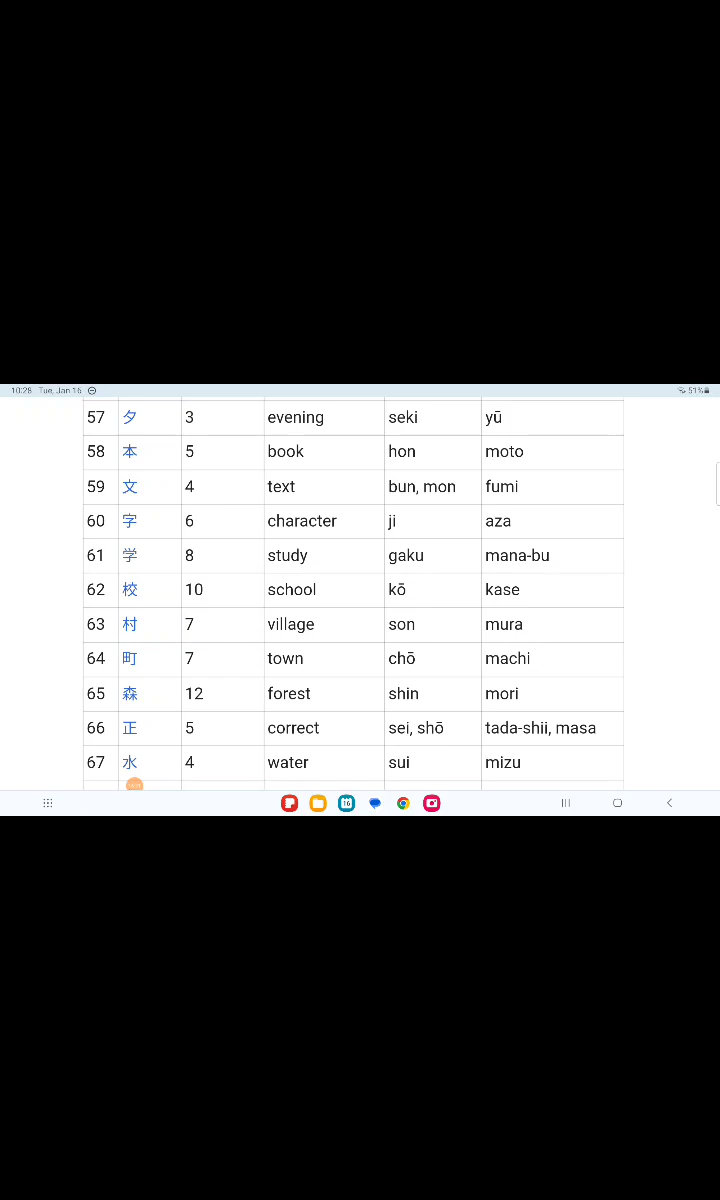 10:28 Tue, Jan 16 51%
57 夕 3 evening seki yū
58 本 5 book hon moto
59 文 4 text bun, mon fumi
60 字 6 character ji aza
61 学 8 study gaku mana-bu
62 校 10 school kō kase
63 村 7 village son mura
64 町 7 town chō machi
65 森 12 forest shin mori
66 正 5 correct sei, shō tada-shii, masa
67 水 4 water sui mizu
16